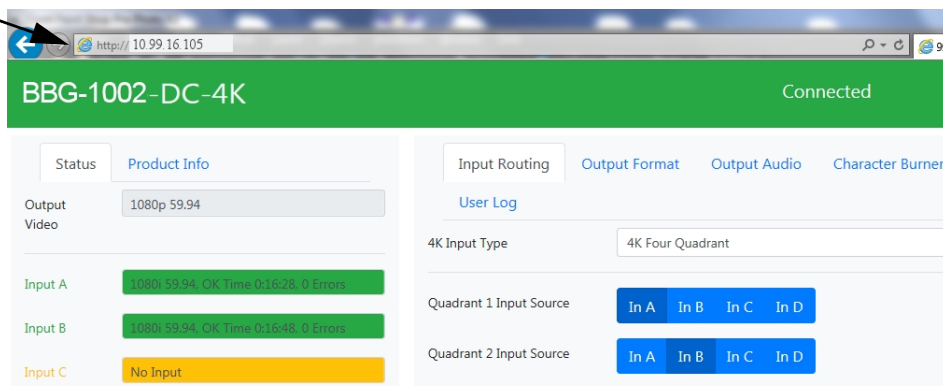 http:// 10.99.16.105
9
BBG-1002-DC-4K
Connected
Status
Product Info
Output Video
1080p 59.94
Input A
1080i 59.94, OK Time 0:16:28, 0 Errors
Input B
1080i 59.94, OK Time 0:16:48, 0 Errors
Input C
No Input
Input Routing
Output Format
Output Audio
Character Burner
User Log
4K Input Type
4K Four Quadrant
Quadrant 1 Input Source
In A In B In C In D
Quadrant 2 Input Source
In A In B In C In D